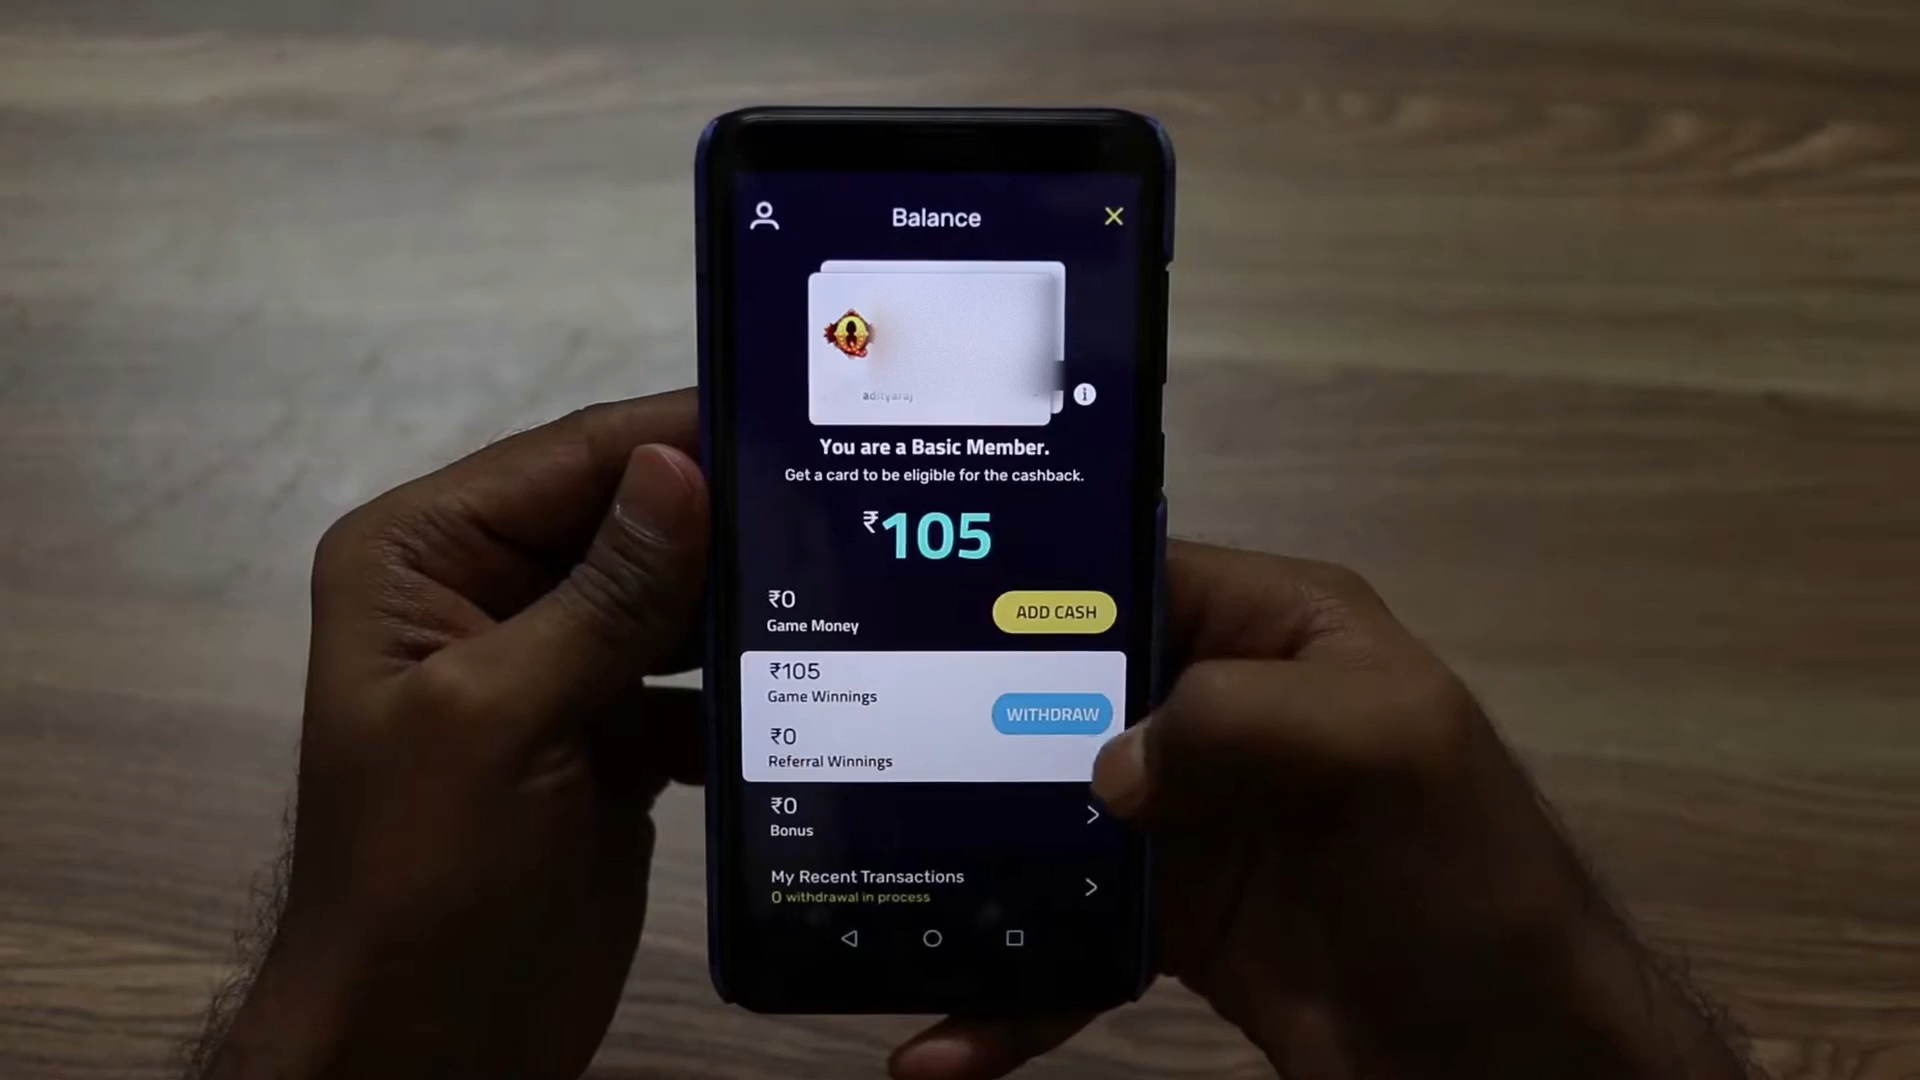 Balance
adityaraj
You are a Basic Member.
Get a card to be eligible for the cashback.
₹105
₹0
Game Money
ADD CASH
₹105
Game Winnings
WITHDRAW
₹0
Referral Winnings
₹0
Bonus
My Recent Transactions
0 withdrawal in process